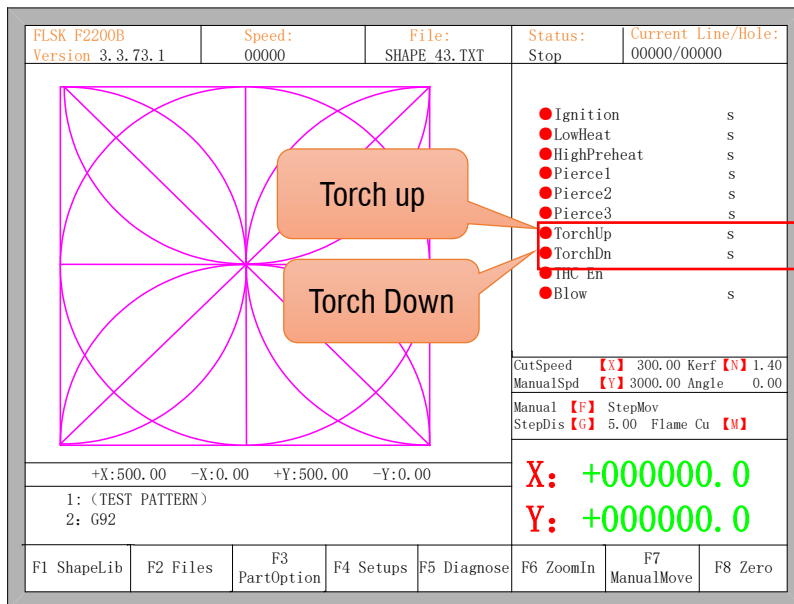 FLSK F2200B
Version 3.3.73.1
Speed:
00000
File:
SHAPE 43.TXT
Status:
Stop
Current Line/Hole:
00000/00000
Torch up
Torch Down
Ignition s
LowHeat s
HighPreheat s
Pierce1 s
Pierce2 s
Pierce3 s
TorchUp s
TorchDn s
THC En
Blow s
CutSpeed 【X】 300.00 Kerf【N】1.40
ManualSpd 【Y】3000.00 Angle 0.00
Manual 【F】 StepMov
StepDis【G】 5.00 Flame Cu 【M】
+X:500.00 -X:0.00 +Y:500.00 -Y:0.00
1:（TEST PATTERN）
2: G92
X: +000000.0
Y: +000000.0
F1 ShapeLib
F2 Files
F3
PartOption
F4 Setups
F5 Diagnose
F6 ZoomIn
F7
ManualMove
F8 Zero